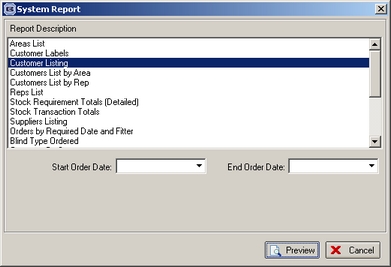 System Report
Report Description
Areas List
Customer Labels
Customer Listing
Customers List by Area
Customers List by Rep
Reps List
Stock Requirement Totals (Detailed)
Stock Transaction Totals
Suppliers Listing
Orders by Required Date and Fitter
Blind Type Ordered
Start Order Date: End Order Date:
Preview Cancel